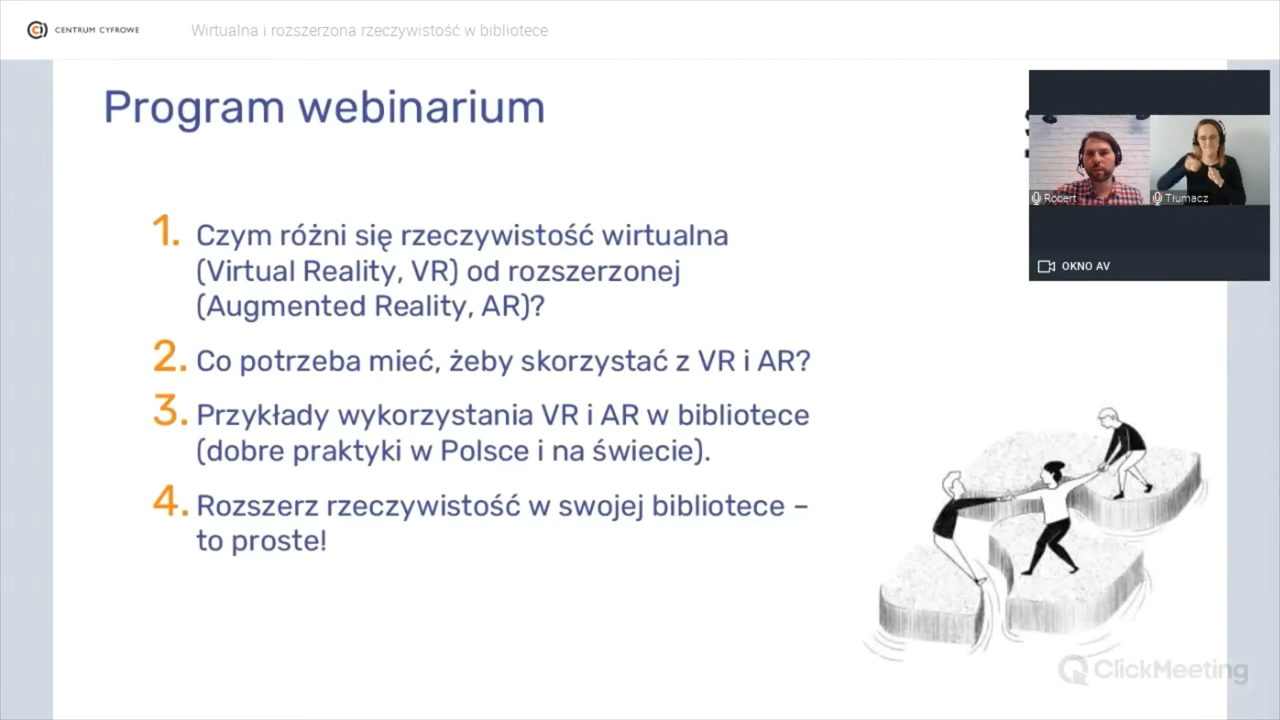 CENTRUM CYFROWE
Wirtualna i rozszerzona rzeczywistość w bibliotece
Program webinarium
1. Czym różni się rzeczywistość wirtualna
(Virtual Reality, VR) od rozszerzonej
(Augmented Reality, AR)?
2. Co potrzeba mieć, żeby skorzystać z VR i AR?
3. Przykłady wykorzystania VR i AR w bibliotece
(dobre praktyki w Polsce i na świecie).
4. Rozszerz rzeczywistość w swojej bibliotece –
to proste!
Robert
Tłumacz
OKNO AV
ClickMeeting